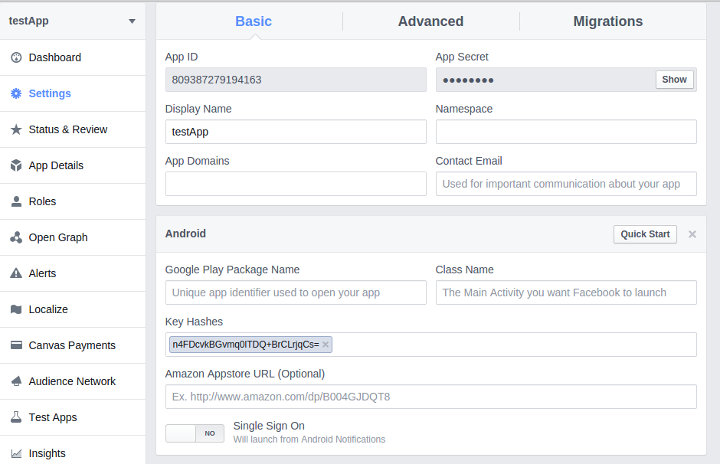 testApp
Dashboard
Settings
Status & Review
App Details
Roles
Open Graph
Alerts
Localize
Canvas Payments
Audience Network
Test Apps
Insights
Basic Advanced Migrations
App ID App Secret
809387279194163 ●●●●●●●● Show
Display Name Namespace
testApp
App Domains Contact Email
Used for important communication about your app
Android Quick Start
Google Play Package Name Class Name
Unique app identifier used to open your app The Main Activity you want Facebook to launch
Key Hashes
n4FDcvkBGvmq0lTDQ+BrCLrjqCs=
Amazon Appstore URL (Optional)
Ex. http://www.amazon.com/dp/B004GJDQT8
NO Single Sign On
Will launch from Android Notifications